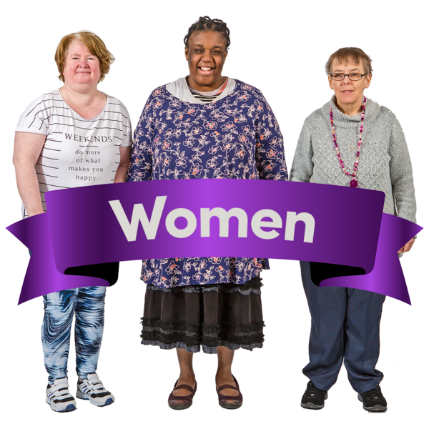 WEEKENDS
do more
of what
makes you
happy.
Women